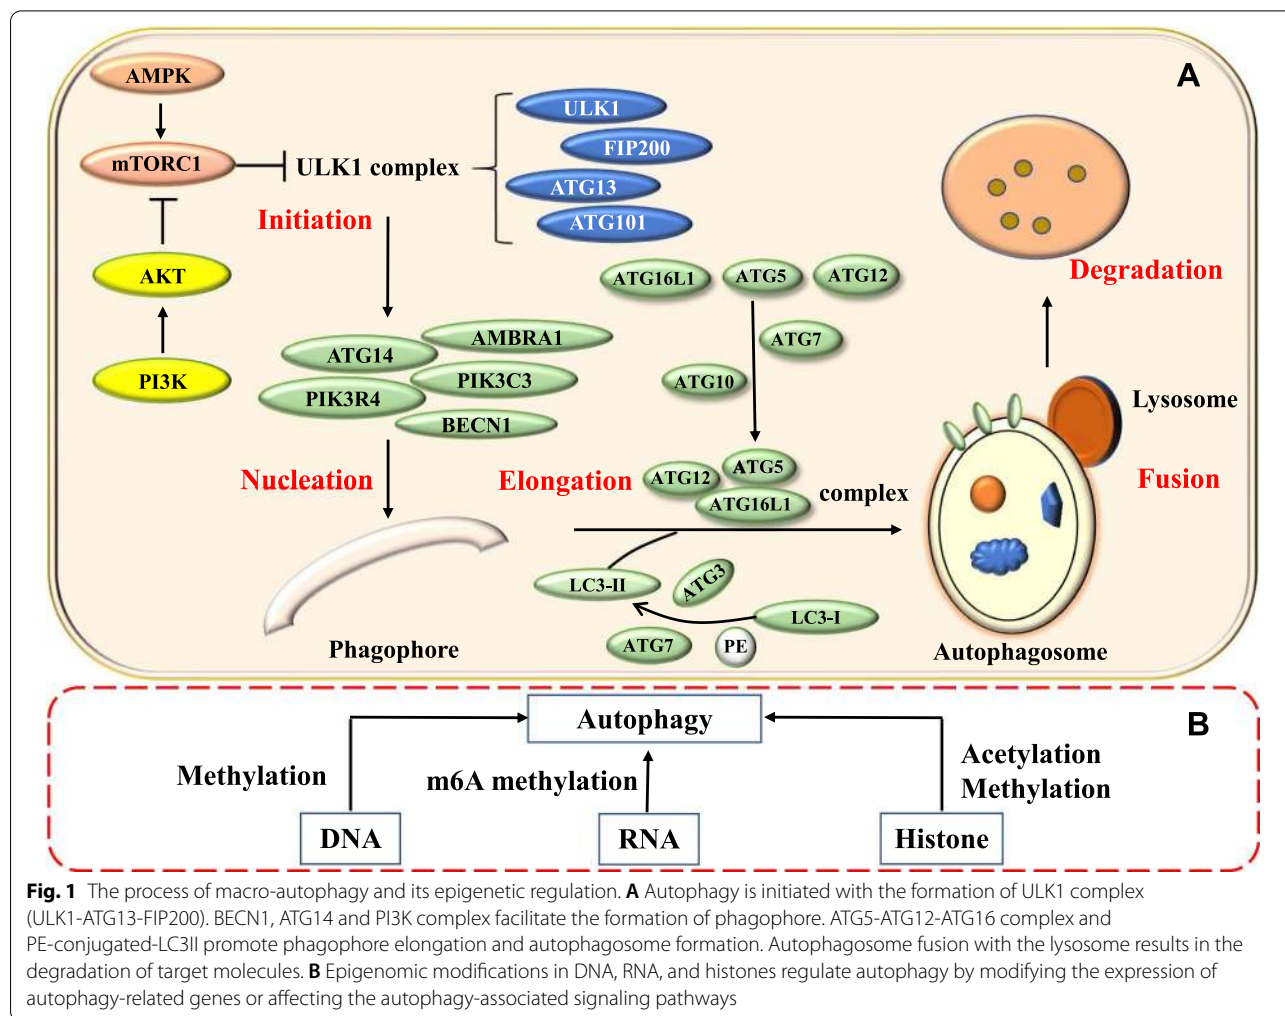 A
AMPK
mTORC1
ULK1 complex
ULK1
FIP200
ATG13
ATG101
Initiation
AKT
PI3K
ATG16L1
ATG5
ATG12
ATG7
ATG10
Degradation
AMBRA1
ATG14
PIK3C3
PIK3R4
BECN1
Nucleation
Elongation
ATG12
ATG5
ATG16L1
complex
Lysosome
Fusion
LC3-II
ATG3
LC3-I
ATG7
PE
Phagophore
Autophagosome
B
Autophagy
Methylation
m6A methylation
Acetylation
Methylation
DNA
RNA
Histone
Fig. 1 The process of macro-autophagy and its epigenetic regulation. A Autophagy is initiated with the formation of ULK1 complex
(ULK1-ATG13-FIP200). BECN1, ATG14 and PI3K complex facilitate the formation of phagophore. ATG5-ATG12-ATG16 complex and
PE-conjugated-LC3II promote phagophore elongation and autophagosome formation. Autophagosome fusion with the lysosome results in the
degradation of target molecules. B Epigenomic modifications in DNA, RNA, and histones regulate autophagy by modifying the expression of
autophagy-related genes or affecting the autophagy-associated signaling pathways